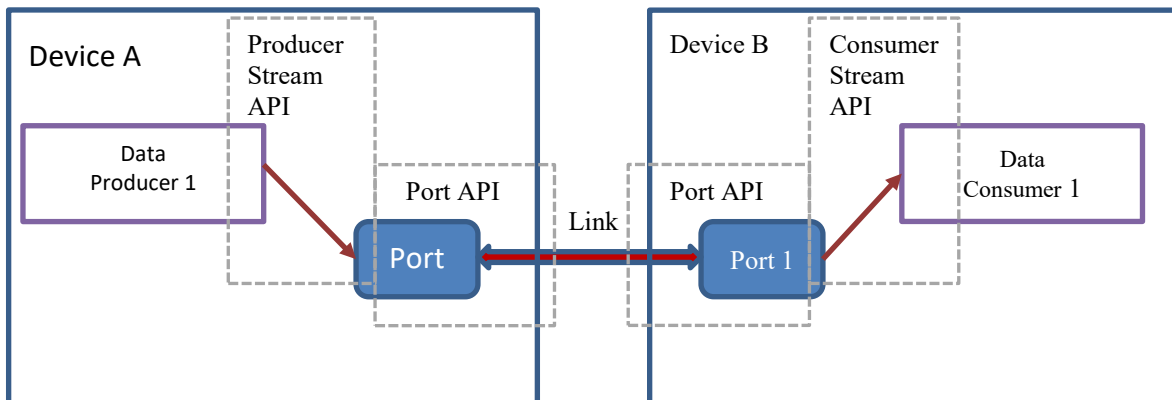 Device A
Producer
Stream
API
Data
Producer 1
Port API
Port
Link
Device B
Consumer
Stream
API
Port API
Port 1
Data
Consumer 1